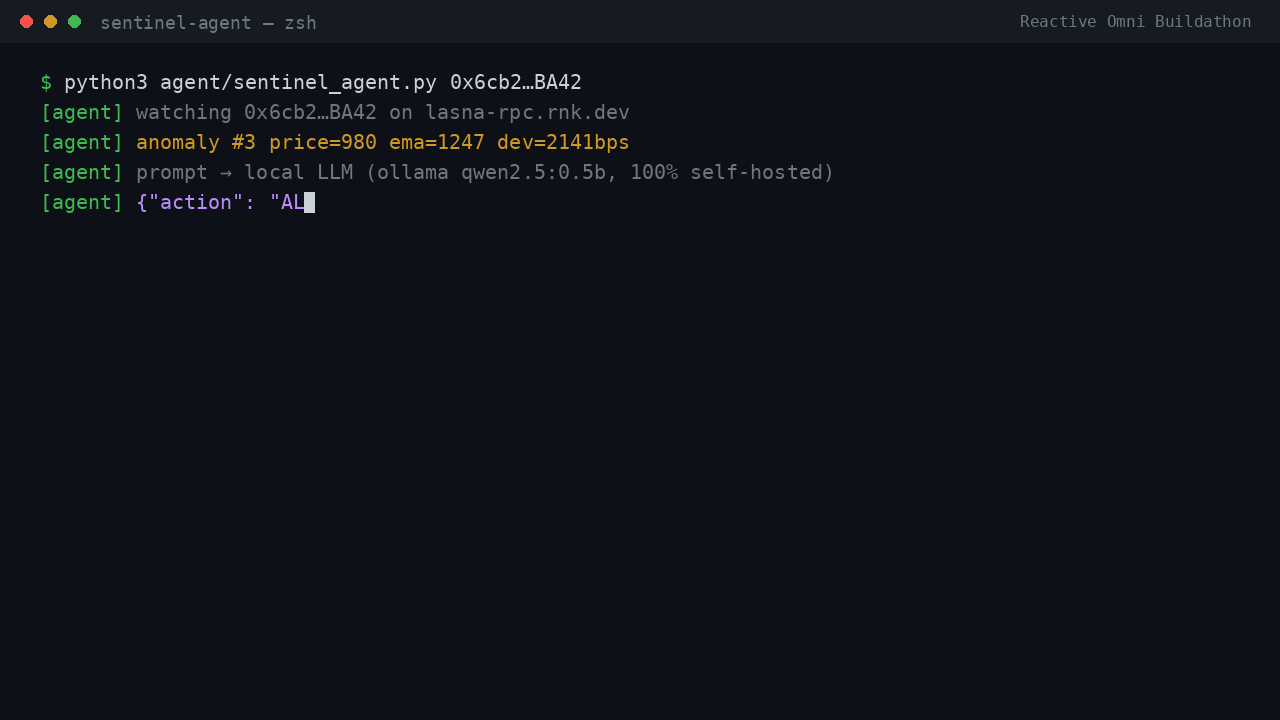 sentinel-agent — zsh
Reactive Omni Buildathon
$ python3 agent/sentinel_agent.py 0x6cb2…BA42
[agent] watching 0x6cb2…BA42 on lasna-rpc.rnk.dev
[agent] anomaly #3 price=980 ema=1247 dev=2141bps
[agent] prompt → local LLM (ollama qwen2.5:0.5b, 100% self-hosted)
[agent] {"action": "AL